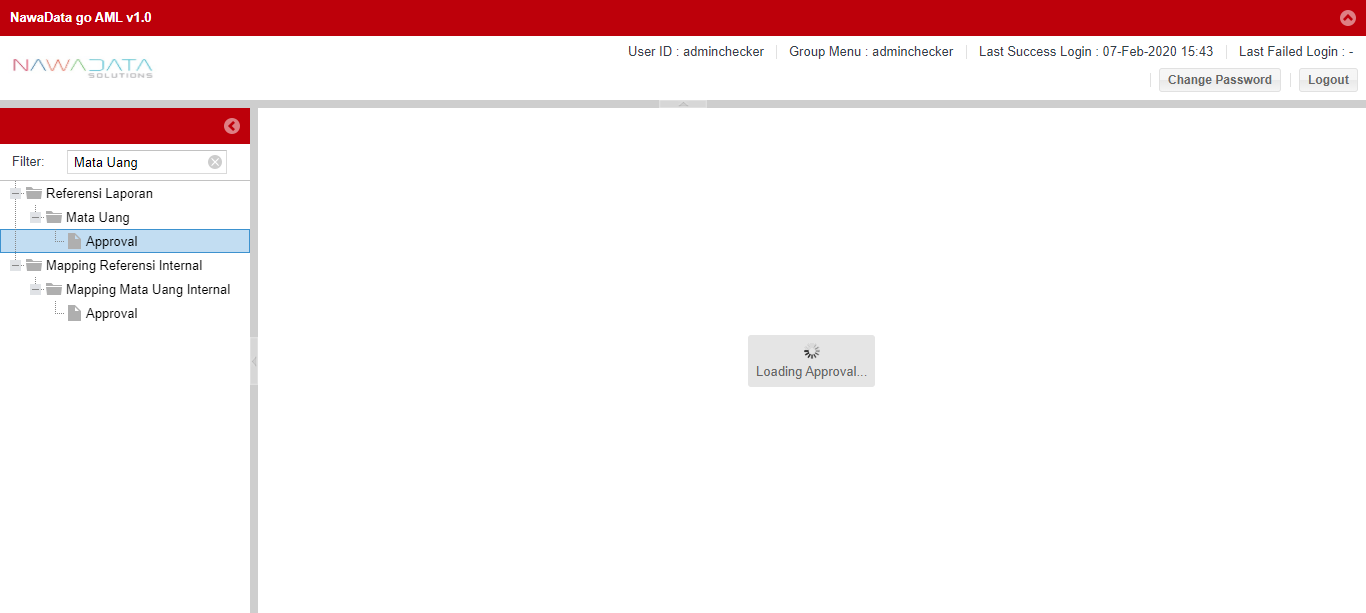 NawaData go AML v1.0
User ID : adminchecker Group Menu : adminchecker Last Success Login : 07-Feb-2020 15:43 Last Failed Login : -
NAWADATA
SOLUTIONS
Change Password Logout
Filter: Mata Uang
Referensi Laporan
Mata Uang
Approval
Mapping Referensi Internal
Mapping Mata Uang Internal
Approval
Loading Approval...